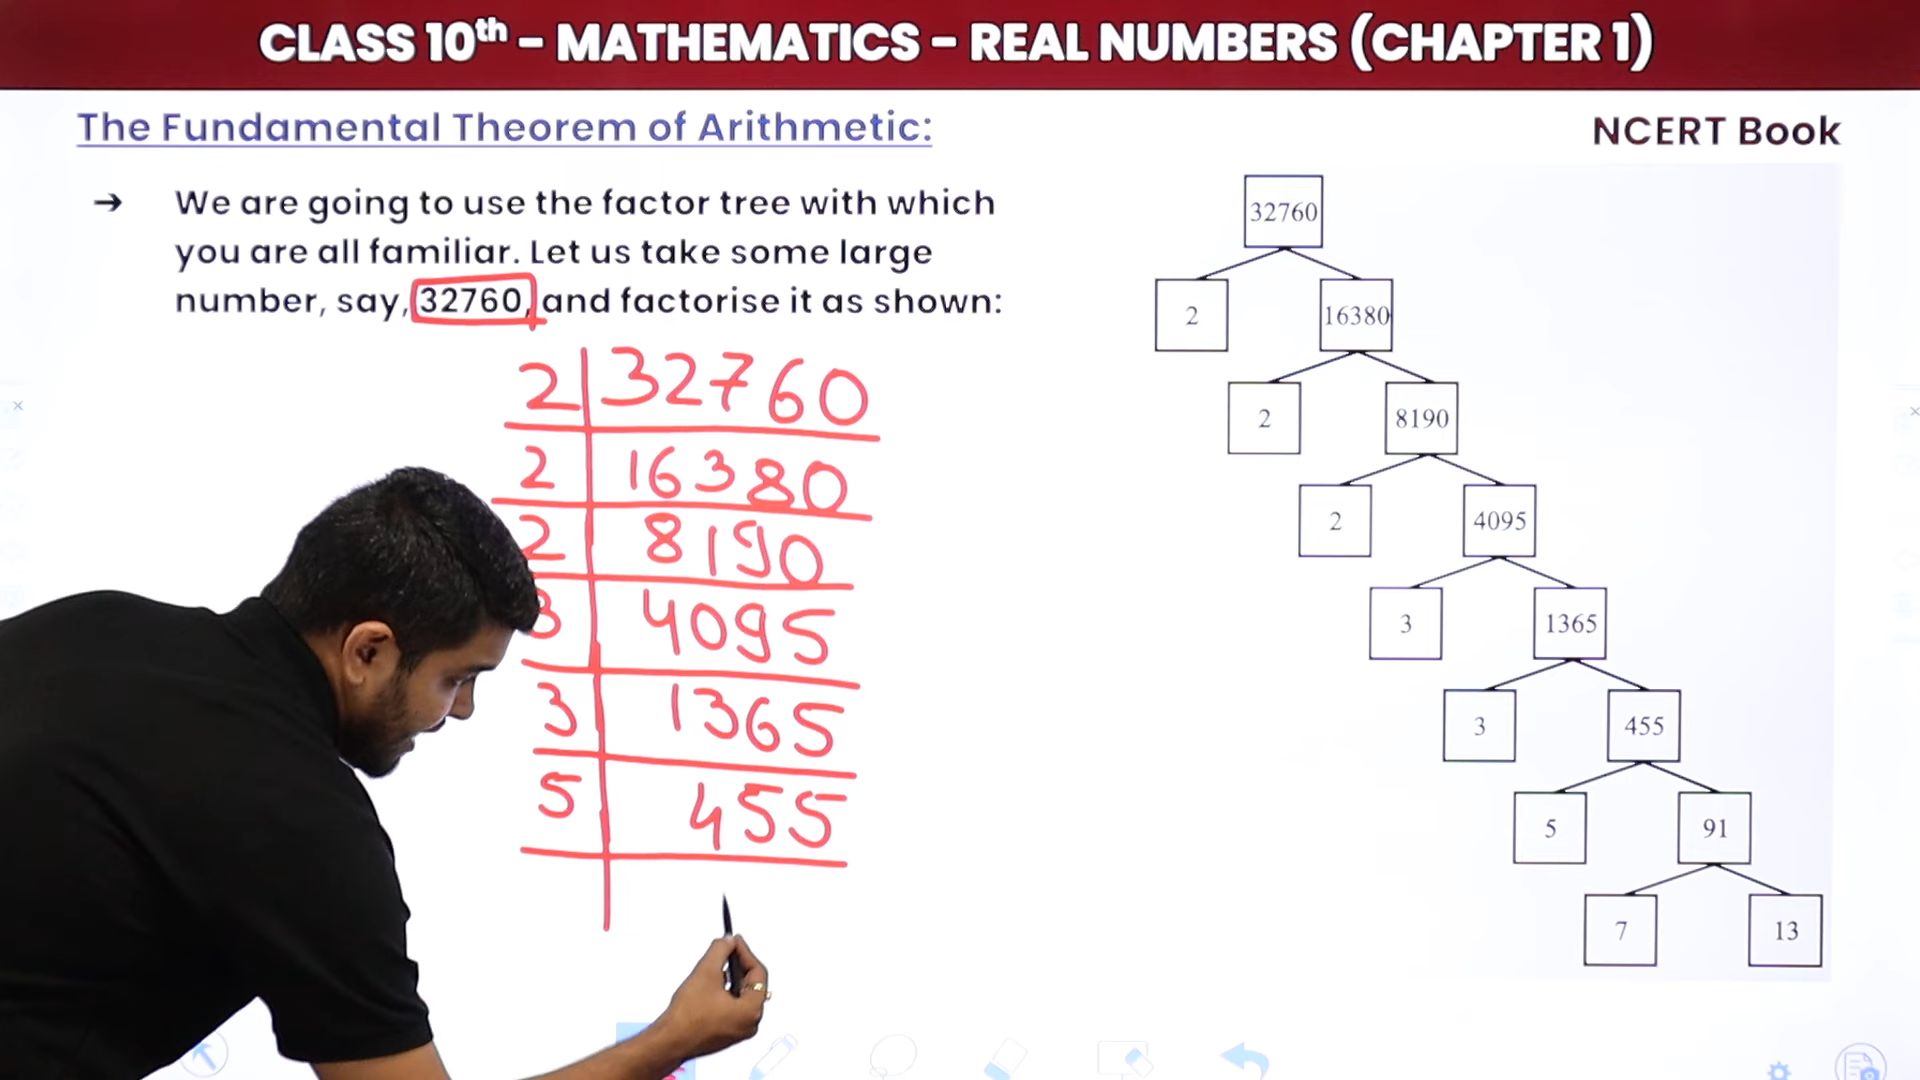 CLASS 10th - MATHEMATICS - REAL NUMBERS (CHAPTER 1)
The Fundamental Theorem of Arithmetic:
NCERT Book
→ We are going to use the factor tree with which
you are all familiar. Let us take some large
number, say, 32760, and factorise it as shown:
2 32760
2 16380
2 8190
3 4095
3 1365
5 455
32760
2 16380
2 8190
2 4095
3 1365
3 455
5 91
7 13